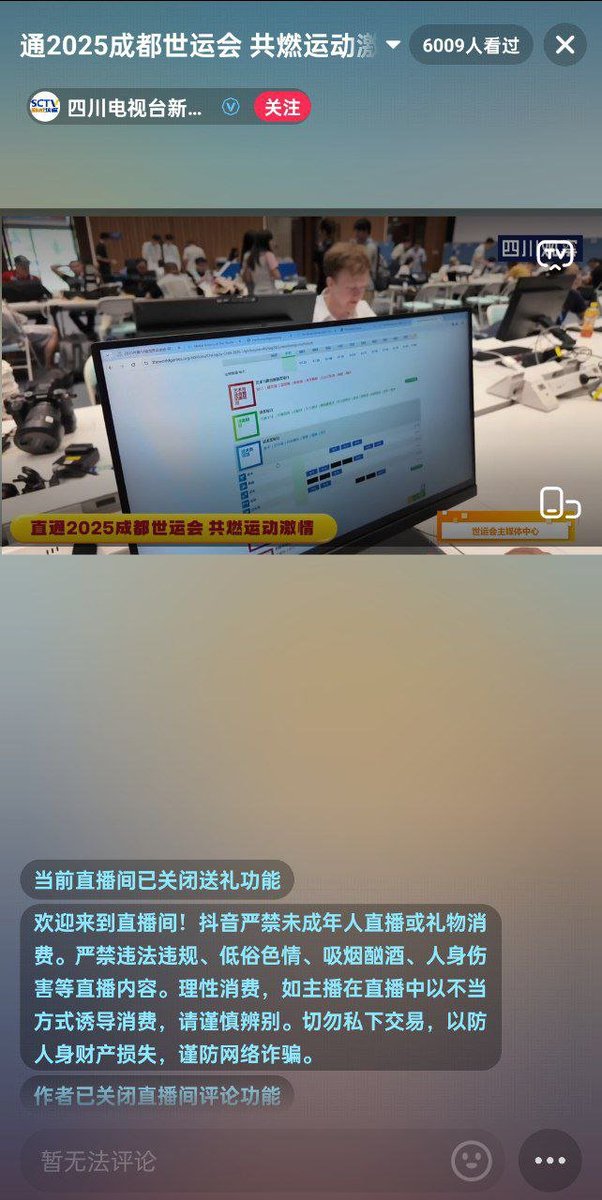 通2025成都世运会 共燃运动激
6009人看过
SCTV
四川电视台新...
关注
四川观察
TV
直通2025成都世运会 共燃运动激情
世运会主媒体中心
当前直播间已关闭送礼功能
欢迎来到直播间！抖音严禁未成年人直播或礼物消
费。严禁违法违规、低俗色情、吸烟酗酒、人身伤
害等直播内容。理性消费，如主播在直播中以不当
方式诱导消费，请谨慎辨别。切勿私下交易，以防
人身财产损失，谨防网络诈骗。
作者已关闭直播间评论功能
暂无法评论